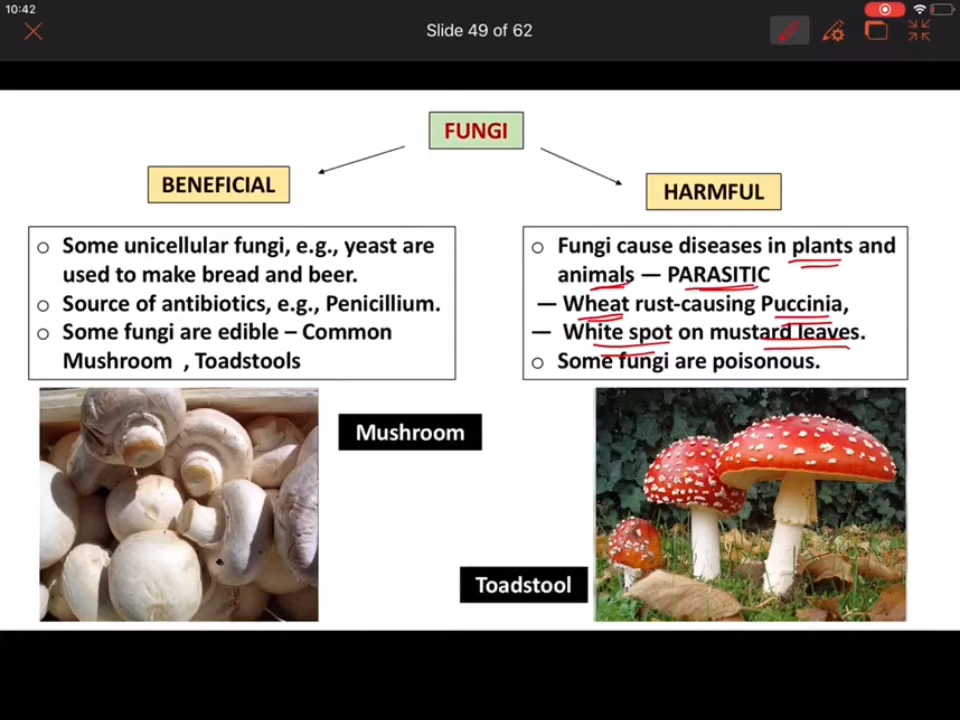 10:42
Slide 49 of 62
FUNGI
BENEFICIAL
HARMFUL
○ Some unicellular fungi, e.g., yeast are
used to make bread and beer.
○ Source of antibiotics, e.g., Penicillium.
○ Some fungi are edible – Common
Mushroom , Toadstools
○ Fungi cause diseases in plants and
animals — PARASITIC
— Wheat rust-causing Puccinia,
— White spot on mustard leaves.
○ Some fungi are poisonous.
Mushroom
Toadstool